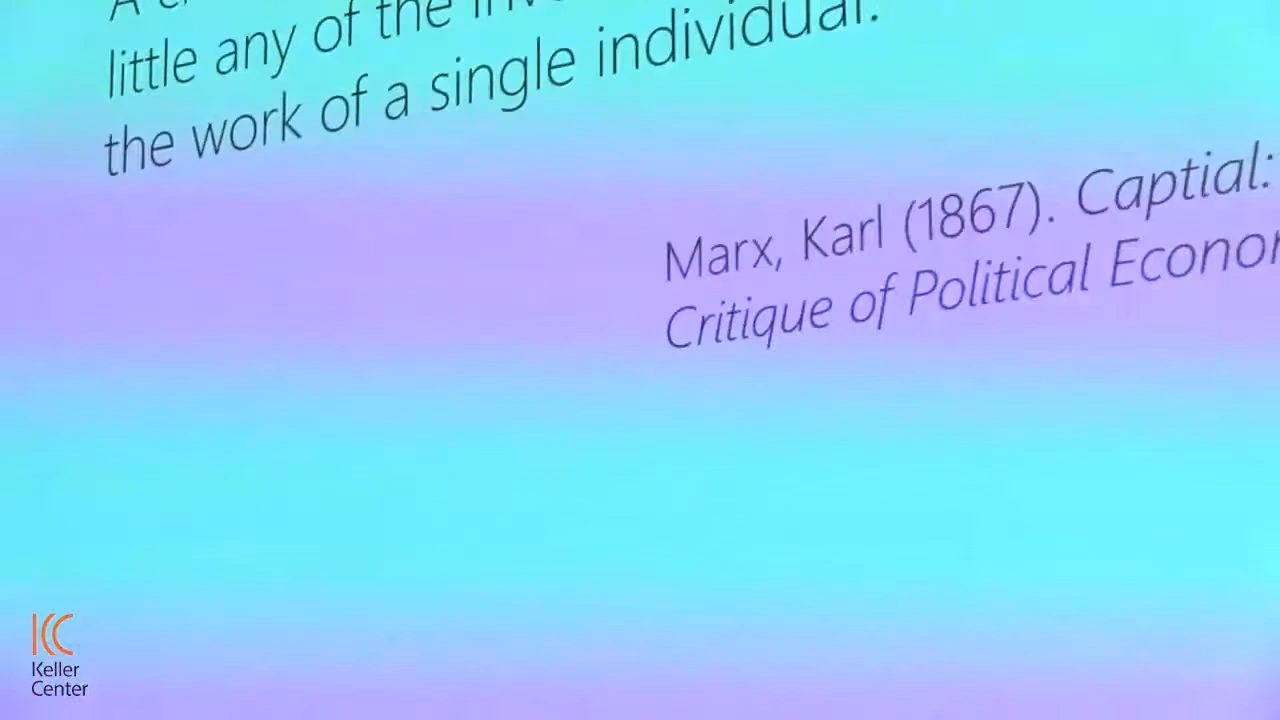 A
little any of the
the work of a single individual.
Marx, Karl (1867). Captial:
Critique of Political
Keller
Center